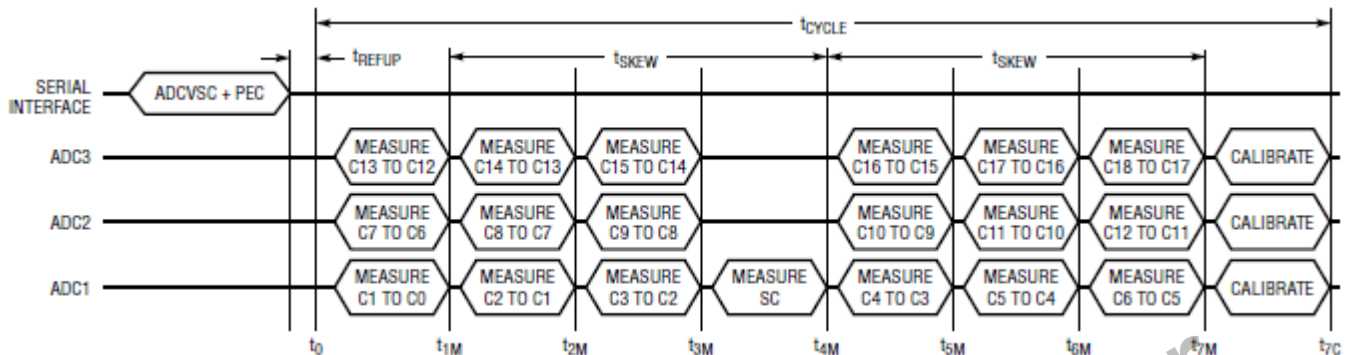 tCYCLE
tREFUP
tSKEW
tSKEW
SERIAL
INTERFACE
ADCVSC + PEC
ADC3
MEASURE
C13 TO C12
MEASURE
C14 TO C13
MEASURE
C15 TO C14
MEASURE
C16 TO C15
MEASURE
C17 TO C16
MEASURE
C18 TO C17
CALIBRATE
ADC2
MEASURE
C7 TO C6
MEASURE
C8 TO C7
MEASURE
C9 TO C8
MEASURE
C10 TO C9
MEASURE
C11 TO C10
MEASURE
C12 TO C11
CALIBRATE
ADC1
MEASURE
C1 TO C0
MEASURE
C2 TO C1
MEASURE
C3 TO C2
MEASURE
SC
MEASURE
C4 TO C3
MEASURE
C5 TO C4
MEASURE
C6 TO C5
CALIBRATE
t0 t1M t2M t3M t4M t5M t6M t7M t7C